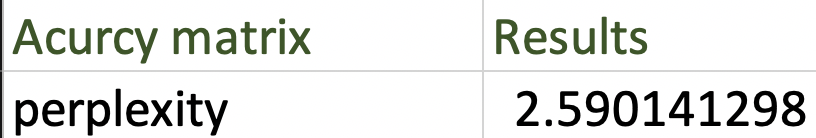 Acurcy matrix Results
perplexity 2.590141298